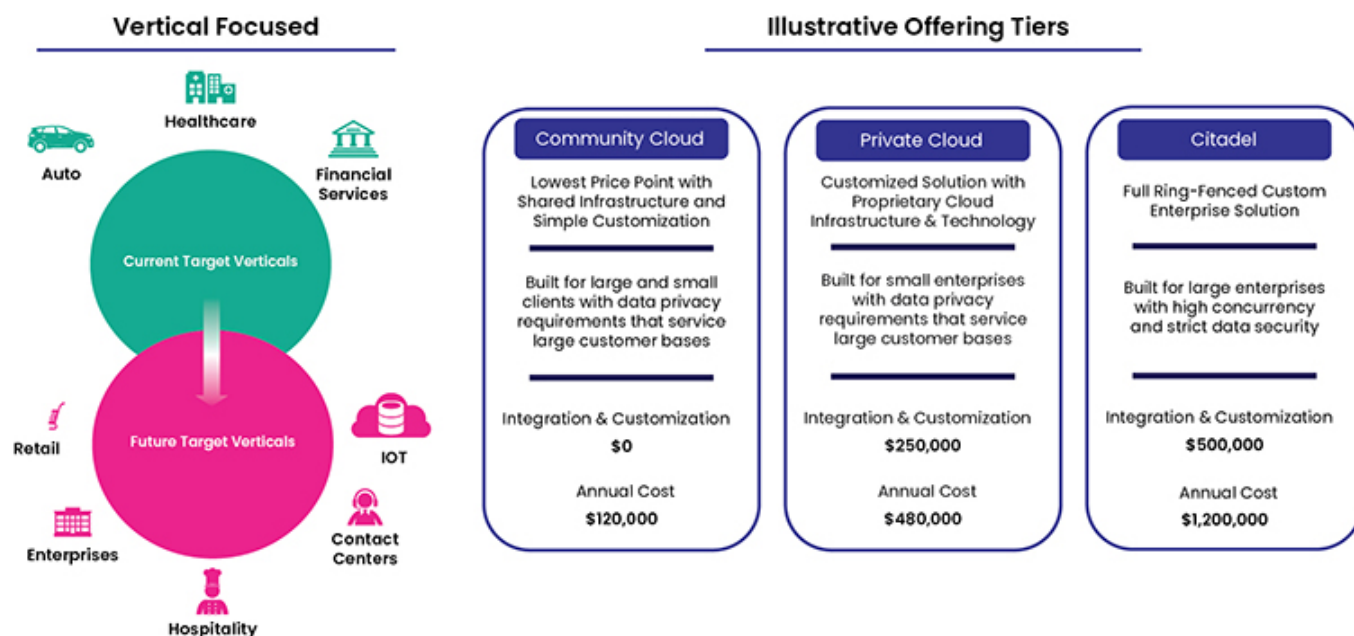 Vertical Focused
Healthcare
Auto
Financial
Services
Current Target Verticals
Future Target Verticals
Retail
IOT
Enterprises
Contact
Centers
Hospitality
Illustrative Offering Tiers
Community Cloud
Lowest Price Point with
Shared Infrastructure and
Simple Customization
Built for large and small
clients with data privacy
requirements that service
large customer bases
Integration & Customization
$0
Annual Cost
$120,000
Private Cloud
Customized Solution with
Proprietary Cloud
Infrastructure & Technology
Built for small enterprises
with data privacy
requirements that service
large customer bases
Integration & Customization
$250,000
Annual Cost
$480,000
Citadel
Full Ring-Fenced Custom
Enterprise Solution
Built for large enterprises
with high concurrency
and strict data security
Integration & Customization
$500,000
Annual Cost
$1,200,000